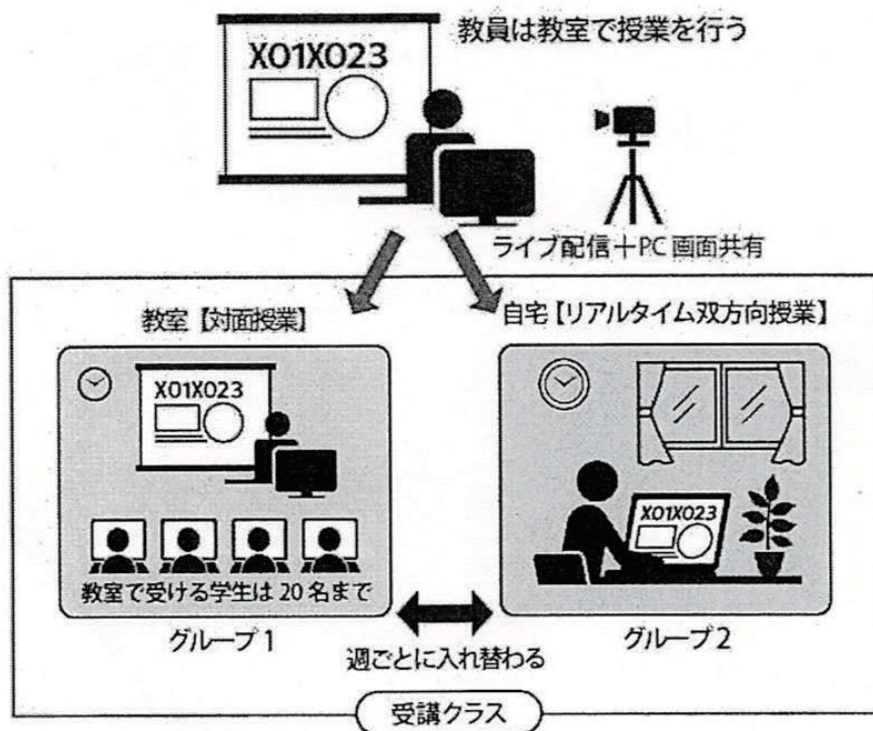 教員は教室で授業を行う
X01X023
ライブ配信＋PC 画面共有
教室【対面授業】
自宅【リアルタイム双方向授業】
X01X023
X01X023
教室で受ける学生は 20 名まで
グループ 1
グループ 2
週ごとに入れ替わる
受講クラス